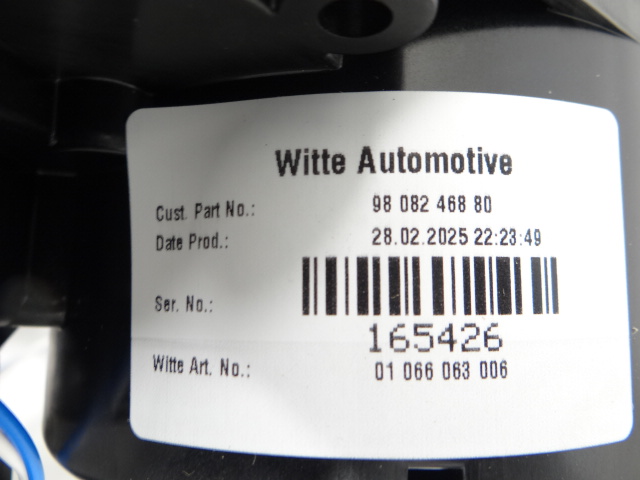 Witte Automotive
Cust. Part No.: 98 082 468 80
Date Prod.: 28.02.2025 22:23:49
Ser. No.:
165426
Witte Art. No.: 01 066 063 006